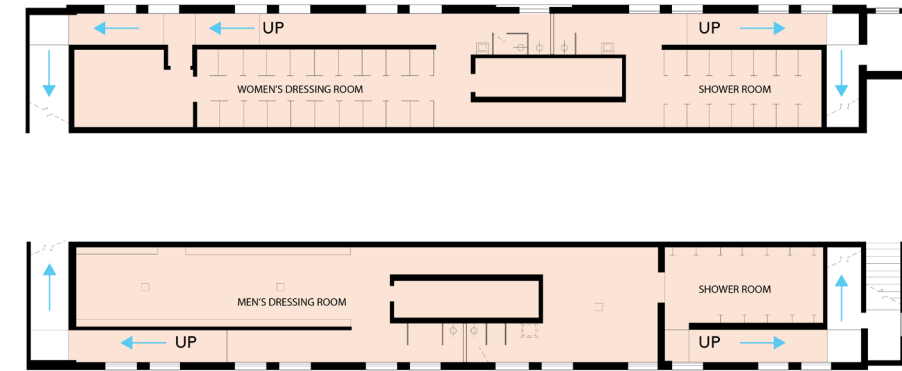 UP
UP
WOMEN'S DRESSING ROOM
SHOWER ROOM
MEN'S DRESSING ROOM
SHOWER ROOM
UP
UP